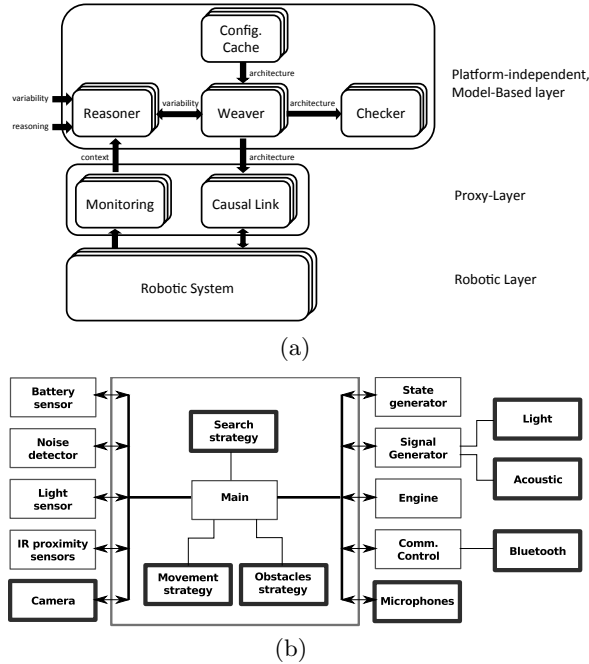 Config.
Cache
architecture
Platform-independent,
Model-Based layer
variability
reasoning
Reasoner
variability
Weaver
architecture
Checker
context
architecture
Monitoring
Causal Link
Proxy-Layer
Robotic System
Robotic Layer
(a)
Battery
sensor
Noise
detector
Light
sensor
IR proximity
sensors
Camera
Search
strategy
Main
Movement
strategy
Obstacles
strategy
State
generator
Signal
Generator
Engine
Comm.
Control
Microphones
Light
Acoustic
Bluetooth
(b)